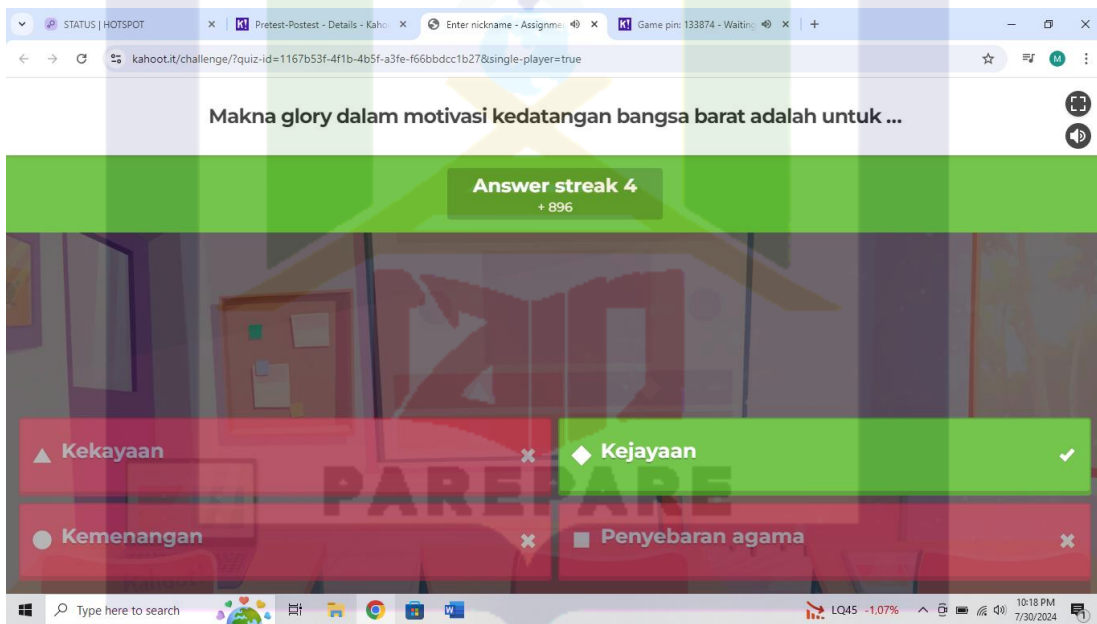 STATUS | HOTSPOT
Pretest-Postest - Details - Kaho
Enter nickname - Assignme
Game pin: 133874 - Waiting
kahoot.it/challenge/?quiz-id=1167b53f-4f1b-4b5f-a3fe-f66bbdcc1b27&single-player=true
M
Makna glory dalam motivasi kedatangan bangsa barat adalah untuk ...
Answer streak 4
+ 896
Kekayaan
Kejayaan
PAREPARE
Kemenangan
Penyebaran agama
Type here to search
LQ45 -1,07%
10:18 PM
7/30/2024
1